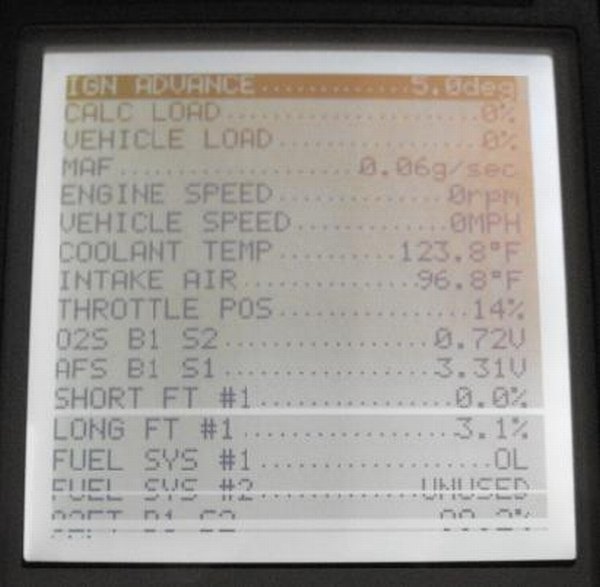 IGN ADVANCE............5.0deg
CALC LOAD..................0%
VEHICLE LOAD...............0%
MAF.................0.06g/sec
ENGINE SPEED.............0rpm
VEHICLE SPEED............0MPH
COOLANT TEMP..........123.8°F
INTAKE AIR.............96.8°F
THROTTLE POS..............14%
O2S B1 S2...............0.72V
AFS B1 S1...............3.31V
SHORT FT #1..............0.0%
LONG FT #1...............3.1%
FUEL SYS #1................OL
FUEL SYS #2............UNUSED